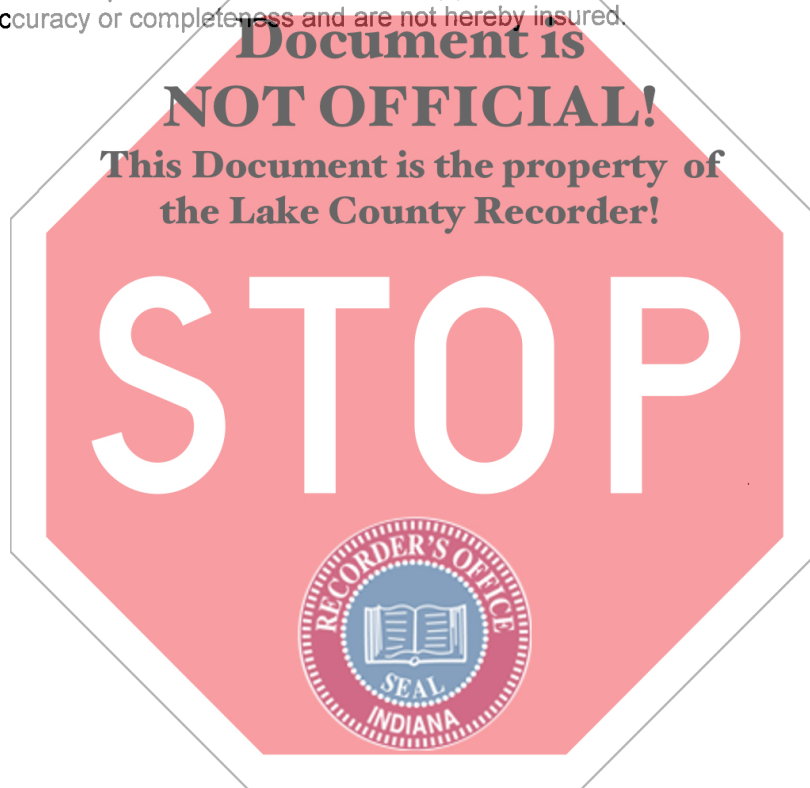 ccuracy or completeness and are not hereby insured.
Document is
NOT OFFICIAL!
This Document is the property of
the Lake County Recorder!
STOP
RECORDER'S OFFICE
SEAL
INDIANA